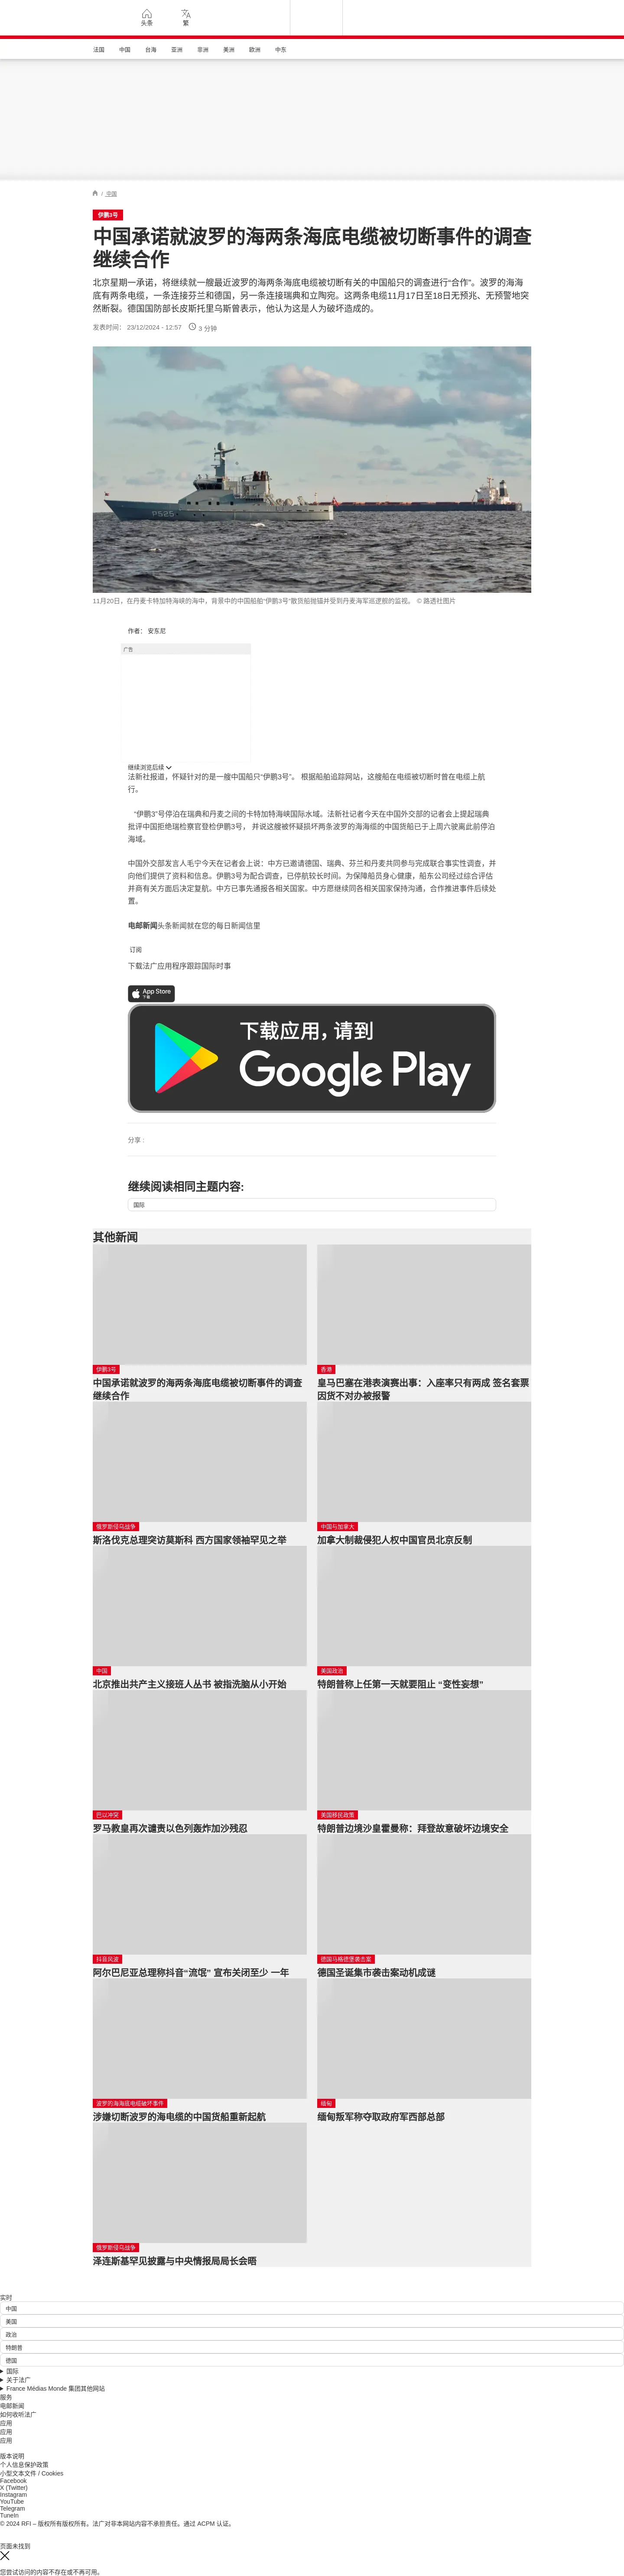 头条
繁
法国
中国
台海
亚洲
非洲
美洲
欧洲
中东
/ 中国
伊鹏3号
中国承诺就波罗的海两条海底电缆被切断事件的调查
继续合作
北京星期一承诺，将继续就一艘最近波罗的海两条海底电缆被切断有关的中国船只的调查进行“合作”。波罗的海海
底有两条电缆，一条连接芬兰和德国，另一条连接瑞典和立陶宛。这两条电缆11月17日至18日无预兆、无预警地突
然断裂。德国国防部长皮斯托里乌斯曾表示，他认为这是人为破坏造成的。
发表时间： 23/12/2024 - 12:57
3 分钟
P525
11月20日，在丹麦卡特加特海峡的海中，背景中的中国船舶“伊鹏3号”散货船抛锚并受到丹麦海军巡逻艘的监视。 © 路透社图片
作者： 安东尼
广告
继续浏览后续
法新社报道，怀疑针对的是一艘中国船只“伊鹏3号”。 根据船舶追踪网站，这艘船在电缆被切断时曾在电缆上航
行。
“伊鹏3”号停泊在瑞典和丹麦之间的卡特加特海峡国际水域。法新社记者今天在中国外交部的记者会上提起瑞典
批评中国拒绝瑞检察官登检伊鹏3号， 并说这艘被怀疑损坏两条波罗的海海缆的中国货船已于上周六驶离此前停泊
海域。
中国外交部发言人毛宁今天在记者会上说：中方已邀请德国、瑞典、芬兰和丹麦共同参与完成联合事实性调查，并
向他们提供了资料和信息。伊鹏3号为配合调查，已停航较长时间。为保障船员身心健康，船东公司经过综合评估
并商有关方面后决定复航。中方已事先通报各相关国家。中方愿继续同各相关国家保持沟通，合作推进事件后续处
置。
电邮新闻头条新闻就在您的每日新闻信里
订阅
下载法广应用程序跟踪国际时事
App Store
下载
下载应用，请到
Google Play
分享 :
继续阅读相同主题内容:
国际
其他新闻
伊鹏3号
中国承诺就波罗的海两条海底电缆被切断事件的调查
继续合作
香港
皇马巴塞在港表演赛出事：入座率只有两成 签名套票
因货不对办被报警
俄罗斯侵乌战争
斯洛伐克总理突访莫斯科 西方国家领袖罕见之举
中国与加拿大
加拿大制裁侵犯人权中国官员北京反制
中国
北京推出共产主义接班人丛书 被指洗脑从小开始
美国政治
特朗普称上任第一天就要阻止 “变性妄想”
巴以冲突
罗马教皇再次谴责以色列轰炸加沙残忍
美国移民政策
特朗普边境沙皇霍曼称：拜登故意破坏边境安全
抖音风波
阿尔巴尼亚总理称抖音“流氓” 宣布关闭至少 一年
德国马格德堡袭击案
德国圣诞集市袭击案动机成谜
波罗的海海底电缆破坏事件
涉嫌切断波罗的海电缆的中国货船重新起航
缅甸
缅甸叛军称夺取政府军西部总部
俄罗斯侵乌战争
泽连斯基罕见披露与中央情报局局长会晤
实时
中国
美国
政治
特朗普
德国
国际
关于法广
France Médias Monde 集团其他网站
服务
电邮新闻
如何收听法广
应用
应用
应用
版本说明
个人信息保护政策
小型文本文件 / Cookies
Facebook
X (Twitter)
Instagram
YouTube
Telegram
TuneIn
© 2024 RFI – 版权所有版权所有。法广对非本网站内容不承担责任。通过 ACPM 认证。
页面未找到
您尝试访问的内容不存在或不再可用。